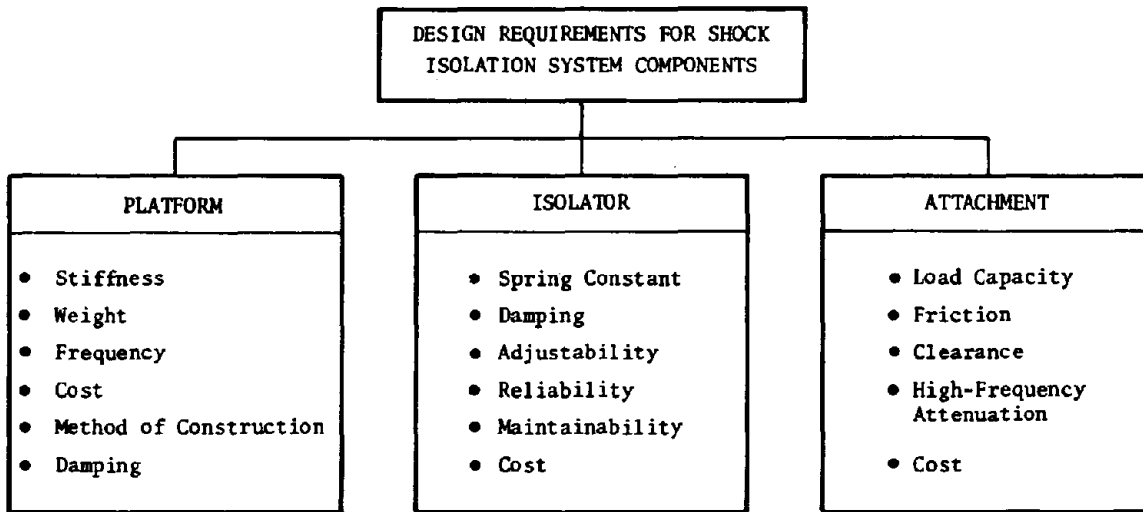 DESIGN REQUIREMENTS FOR SHOCK
ISOLATION SYSTEM COMPONENTS
PLATFORM
• Stiffness
• Weight
• Frequency
• Cost
• Method of Construction
• Damping
ISOLATOR
• Spring Constant
• Damping
• Adjustability
• Reliability
• Maintainability
• Cost
ATTACHMENT
• Load Capacity
• Friction
• Clearance
• High-Frequency
Attenuation
• Cost